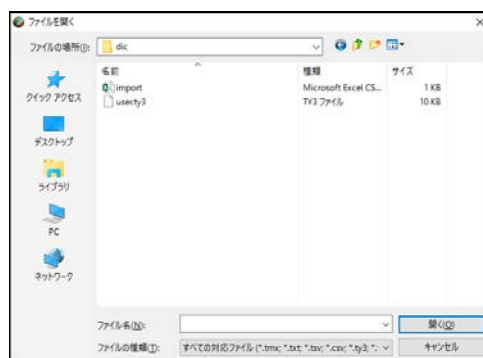 ファイルを開く
ファイルの場所(I):
dic
名前
種類
サイズ
import
Microsoft Excel CS...
1 KB
user.ty3
TY3 ファイル
10 KB
クイック アクセス
デスクトップ
ライブラリ
PC
ネットワーク
ファイル名(N):
開く(O)
ファイルの種類(T):
すべての対応ファイル (*.tmx; *.txt; *.tsv; *.csv; *.ty3; *.
キャンセル